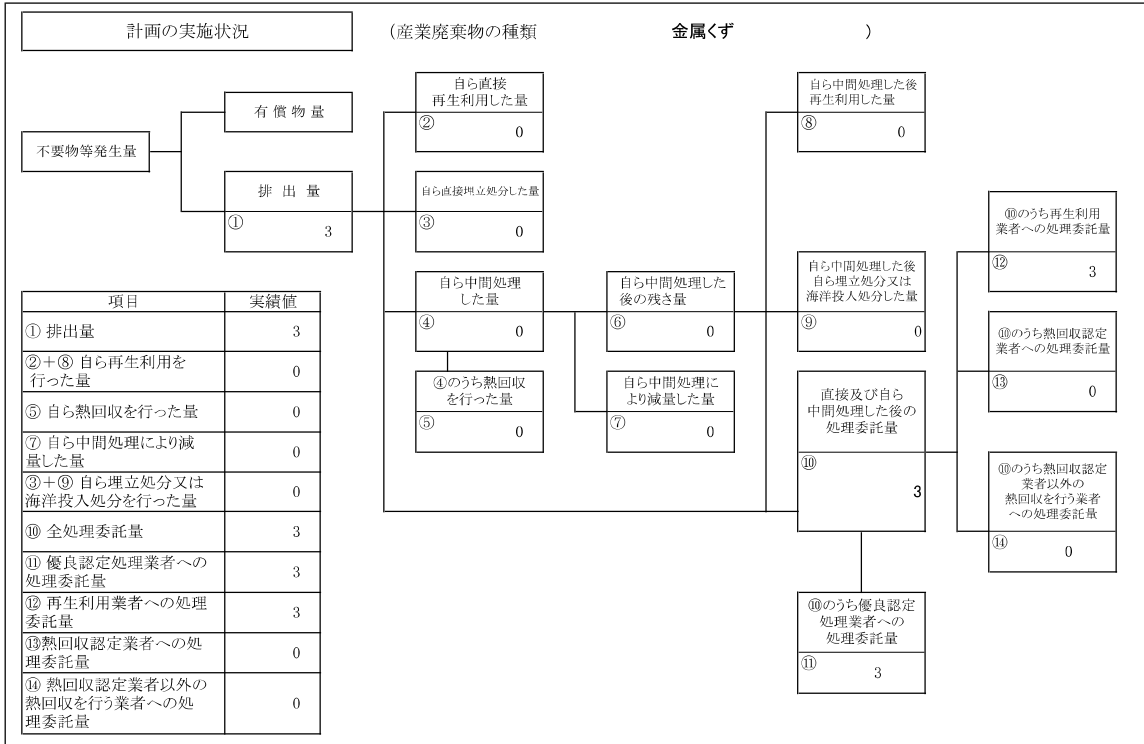 計画の実施状況 (産業廃棄物の種類 金属くず )
不要物等発生量
有償物量
排出量
① 3
自ら直接
再生利用した量
② 0
自ら直接埋立処分した量
③ 0
自ら中間処理
した量
④ 0
④のうち熱回収
を行った量
⑤ 0
自ら中間処理した
後の残さ量
⑥ 0
自ら中間処理に
より減量した量
⑦ 0
自ら中間処理した後
再生利用した量
⑧ 0
自ら中間処理した後
自ら埋立処分又は
海洋投入処分した量
⑨ 0
直接及び自ら
中間処理した後の
処理委託量
⑩ 3
⑩のうち優良認定
処理業者への
処理委託量
⑪ 3
⑩のうち再生利用
業者への処理委託量
⑫ 3
⑩のうち熱回収認定
業者への処理委託量
⑬ 0
⑩のうち熱回収認定
業者以外の
熱回収を行う業者
への処理委託量
⑭ 0
項目 実績値
① 排出量 3
②+⑧ 自ら再生利用を
行った量 0
⑤ 自ら熱回収を行った量 0
⑦ 自ら中間処理により減
量した量 0
③+⑨ 自ら埋立処分又は
海洋投入処分を行った量 0
⑩ 全処理委託量 3
⑪ 優良認定処理業者への
処理委託量 3
⑫ 再生利用業者への処理
委託量 3
⑬熱回収認定業者への処
理委託量 0
⑭ 熱回収認定業者以外の
熱回収を行う業者への処
理委託量 0